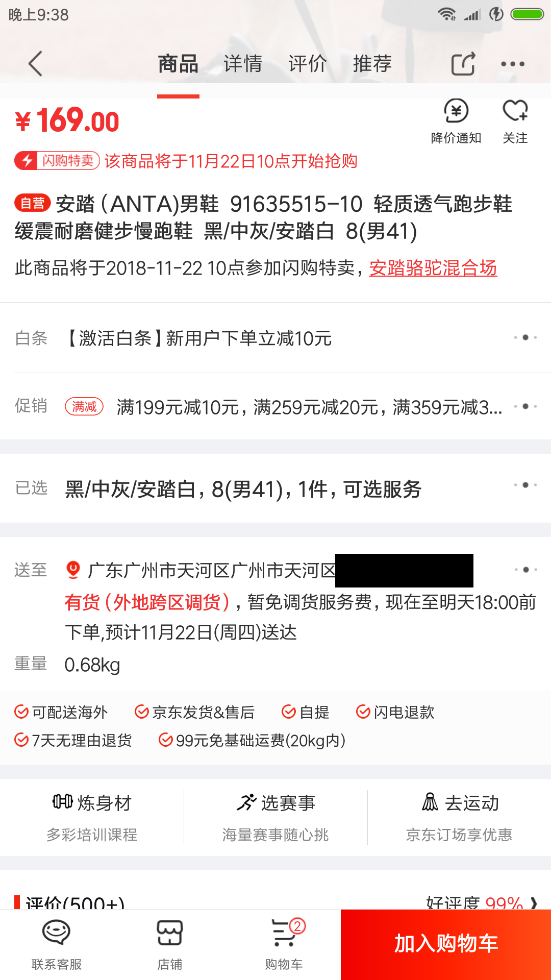 晚上9:38
商品 详情 评价 推荐
¥169.00
降价通知 关注
闪购特卖 该商品将于11月22日10点开始抢购
自营 安踏（ANTA)男鞋 91635515-10 轻质透气跑步鞋
缓震耐磨健步慢跑鞋 黑/中灰/安踏白 8(男41)
此商品将于2018-11-22 10点参加闪购特卖，安踏骆驼混合场
白条 【激活白条】新用户下单立减10元
促销 满减 满199元减10元，满259元减20元，满359元减3...
已选 黑/中灰/安踏白，8(男41)，1件，可选服务
送至 广东广州市天河区广州市天河区
有货（外地跨区调货），暂免调货服务费，现在至明天18:00前
下单,预计11月22日(周四)送达
重量 0.68kg
可配送海外 京东发货&售后 自提 闪电退款
7天无理由退货 99元免基础运费(20kg内)
炼身材 选赛事 去运动
多彩培训课程 海量赛事随心挑 京东订场享优惠
评价(500+) 好评度 99%
2
联系客服 店铺 购物车 加入购物车